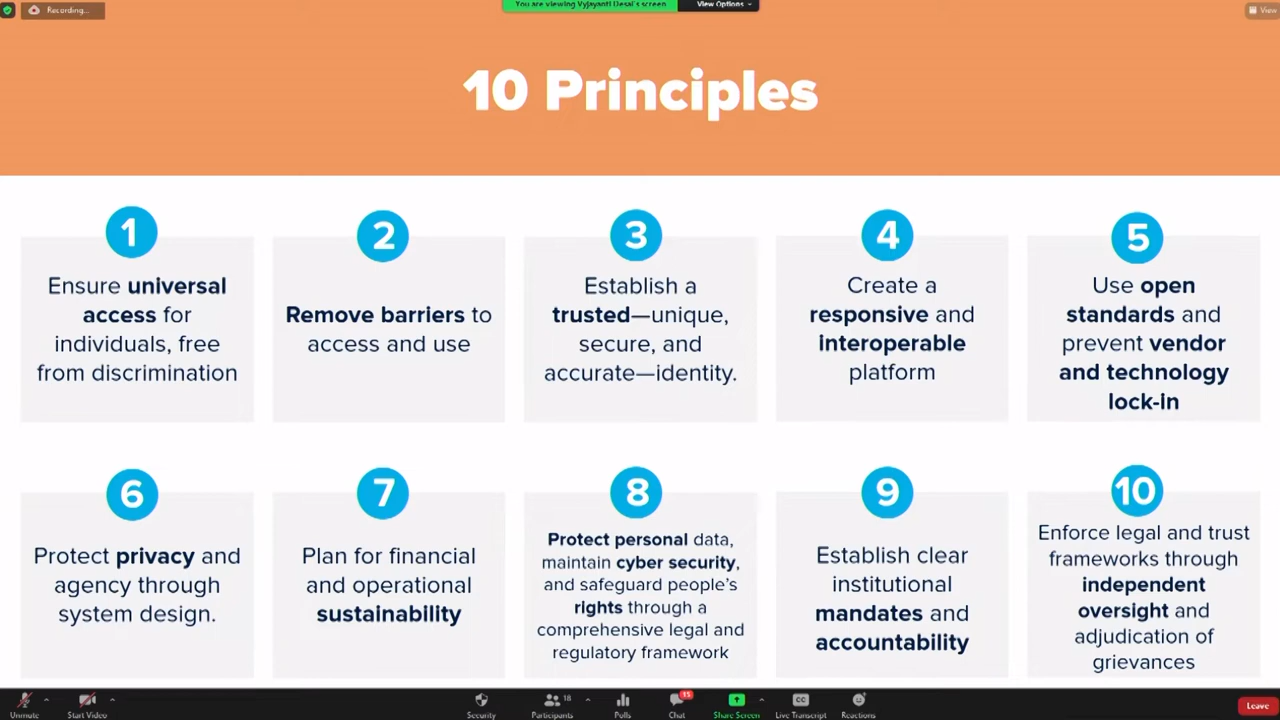 Recording...
You are viewing Vyjayanti Desai's screen
View Options
View
10 Principles
1
Ensure universal
access for
individuals, free
from discrimination
2
Remove barriers to
access and use
3
Establish a
trusted—unique,
secure, and
accurate—identity.
4
Create a
responsive and
interoperable
platform
5
Use open
standards and
prevent vendor
and technology
lock-in
6
Protect privacy and
agency through
system design.
7
Plan for financial
and operational
sustainability
8
Protect personal data,
maintain cyber security,
and safeguard people's
rights through a
comprehensive legal and
regulatory framework
9
Establish clear
institutional
mandates and
accountability
10
Enforce legal and trust
frameworks through
independent
oversight and
adjudication of
grievances
Unmute
Start Video
Security
Participants
18
Polls
Chat
15
Share Screen
CC
Live Transcript
Reactions
Leave